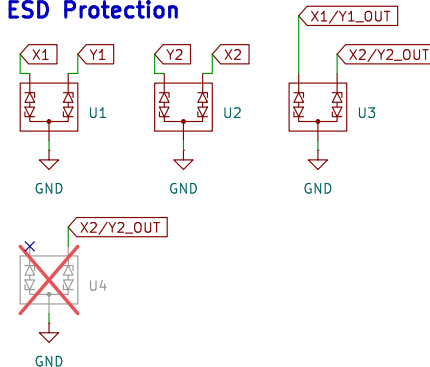 ESD Protection
X1/Y1_OUT
X1 Y1 Y2 X2 X2/Y2_OUT
U1 U2 U3
GND GND GND
X2/Y2_OUT
U4
GND